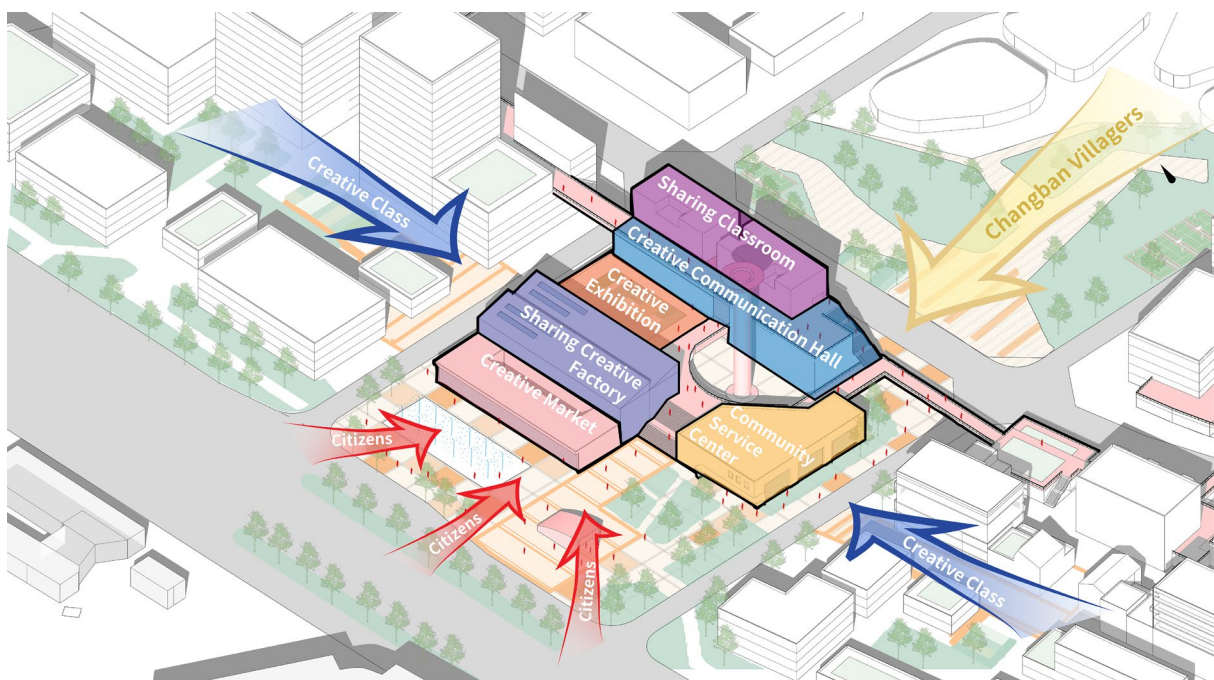 Creative Class
Changban Villagers
Sharing Classroom
Creative Communication Hall
Creative
Exhibition
Sharing Creative
Factory
Creative Market
Community
Service
Center
Citizens
Citizens
Citizens
Creative Class